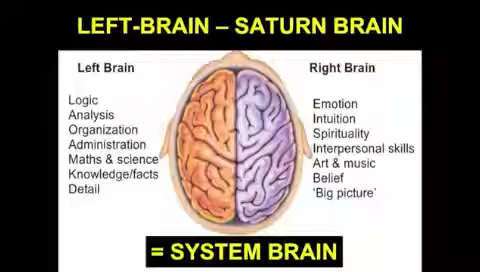 LEFT-BRAIN – SATURN BRAIN
Left Brain
Logic
Analysis
Organization
Administration
Maths & science
Knowledge/facts
Detail
Right Brain
Emotion
Intuition
Spirituality
Interpersonal skills
Art & music
Belief
‘Big picture’
= SYSTEM BRAIN